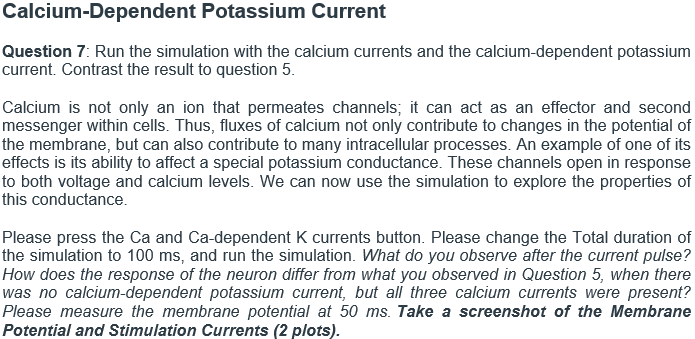 Calcium-Dependent Potassium Current
Question 7: Run the simulation with the calcium currents and the calcium-dependent potassium
current. Contrast the result to question 5.
Calcium is not only an ion that permeates channels; it can act as an effector and second
messenger within cells. Thus, fluxes of calcium not only contribute to changes in the potential of
the membrane, but can also contribute to many intracellular processes. An example of one of its
effects is its ability to affect a special potassium conductance. These channels open in response
to both voltage and calcium levels. We can now use the simulation to explore the properties of
this conductance.
Please press the Ca and Ca-dependent K currents button. Please change the Total duration of
the simulation to 100 ms, and run the simulation. What do you observe after the current pulse?
How does the response of the neuron differ from what you observed in Question 5, when there
was no calcium-dependent potassium current, but all three calcium currents were present?
Please measure the membrane potential at 50 ms. Take a screenshot of the Membrane
Potential and Stimulation Currents (2 plots).